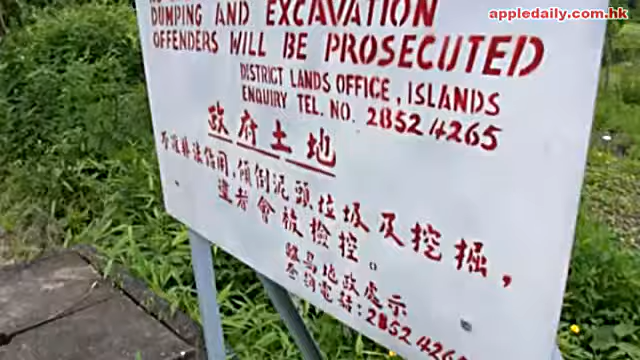 appledaily.com.hk
DUMPING AND EXCAVATION
OFFENDERS WILL BE PROSECUTED
DISTRICT LANDS OFFICE, ISLANDS
ENQUIRY TEL. NO. 2852 4265
政府土地
不准非法佔用,傾倒泥頭垃圾及挖掘,
違者會被檢控。
離島地政處示
查詢電話:2852 4265